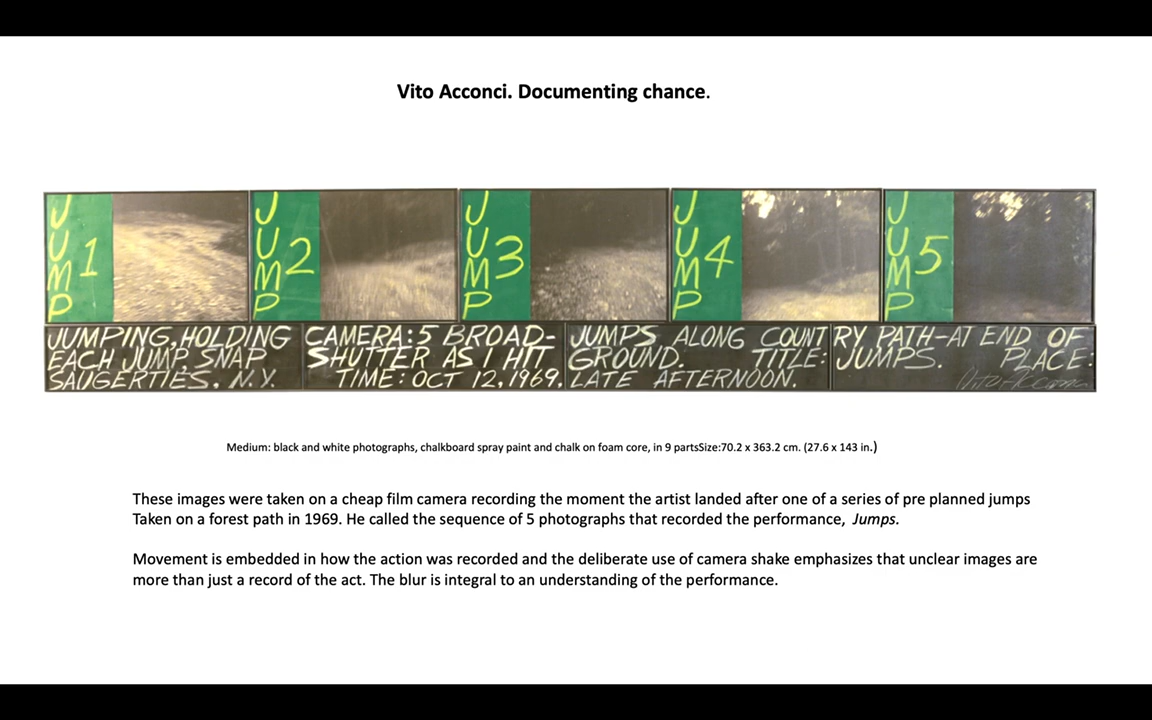 Vito Acconci. Documenting chance.
J
U
M
P
1
J
U
M
P
2
J
U
M
P
3
J
U
M
P
4
J
U
M
P
5
JUMPING, HOLDING CAMERA: 5 BROAD- JUMPS ALONG COUNTRY PATH-AT END OF
EACH JUMP, SNAP SHUTTER AS I HIT GROUND. TITLE: JUMPS. PLACE:
SAUGERTIES, N.Y. TIME: OCT 12, 1969, LATE AFTERNOON.
Vito Acconci
Medium: black and white photographs, chalkboard spray paint and chalk on foam core, in 9 partsSize:70.2 x 363.2 cm. (27.6 x 143 in.)
These images were taken on a cheap film camera recording the moment the artist landed after one of a series of pre planned jumps
Taken on a forest path in 1969. He called the sequence of 5 photographs that recorded the performance, Jumps.
Movement is embedded in how the action was recorded and the deliberate use of camera shake emphasizes that unclear images are
more than just a record of the act. The blur is integral to an understanding of the performance.